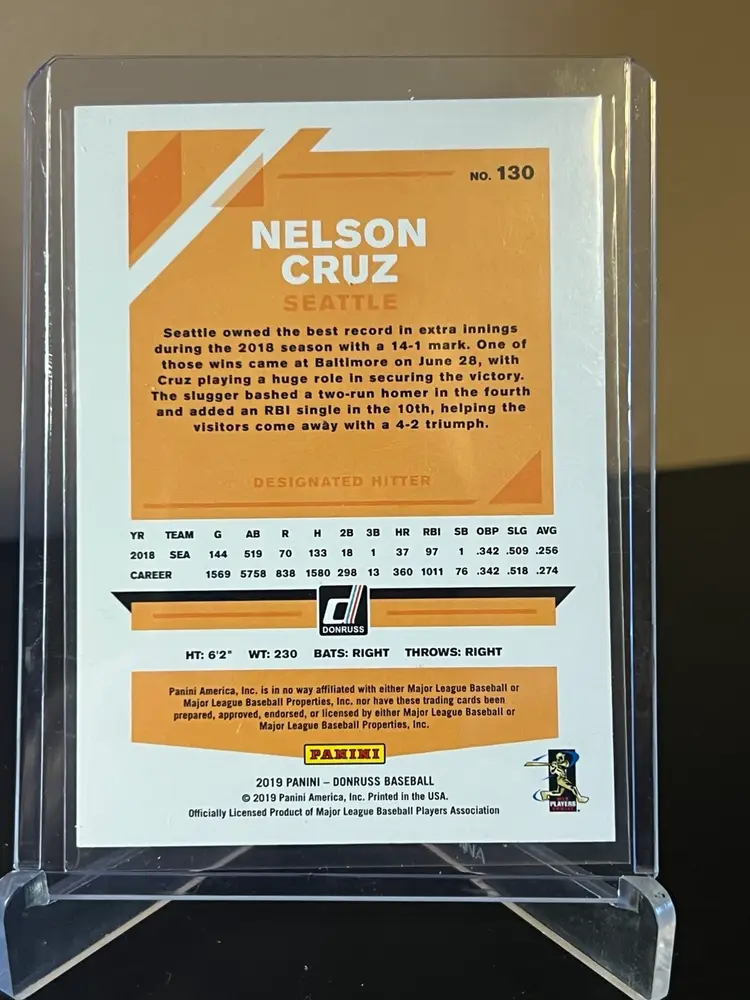 NO. 130
NELSON
CRUZ
SEATTLE
Seattle owned the best record in extra innings
during the 2018 season with a 14-1 mark. One of
those wins came at Baltimore on June 28, with
Cruz playing a huge role in securing the victory.
The slugger bashed a two-run homer in the fourth
and added an RBI single in the 10th, helping the
visitors come away with a 4-2 triumph.
DESIGNATED HITTER
YR TEAM G AB R H 2B 3B HR RBI SB OBP SLG AVG
2018 SEA 144 519 70 133 18 1 37 97 1 .342 .509 .256
CAREER 1569 5758 838 1580 298 13 360 1011 76 .342 .518 .274
d
DONRUSS
HT: 6'2" WT: 230 BATS: RIGHT THROWS: RIGHT
Panini America, Inc. is in no way affiliated with either Major League Baseball or
Major League Baseball Properties, Inc. nor have these trading cards been
prepared, approved, endorsed, or licensed by either Major League Baseball or
Major League Baseball Properties, Inc.
PANINI
2019 PANINI – DONRUSS BASEBALL
© 2019 Panini America, Inc. Printed in the USA.
Officially Licensed Product of Major League Baseball Players Association
PLAYERS